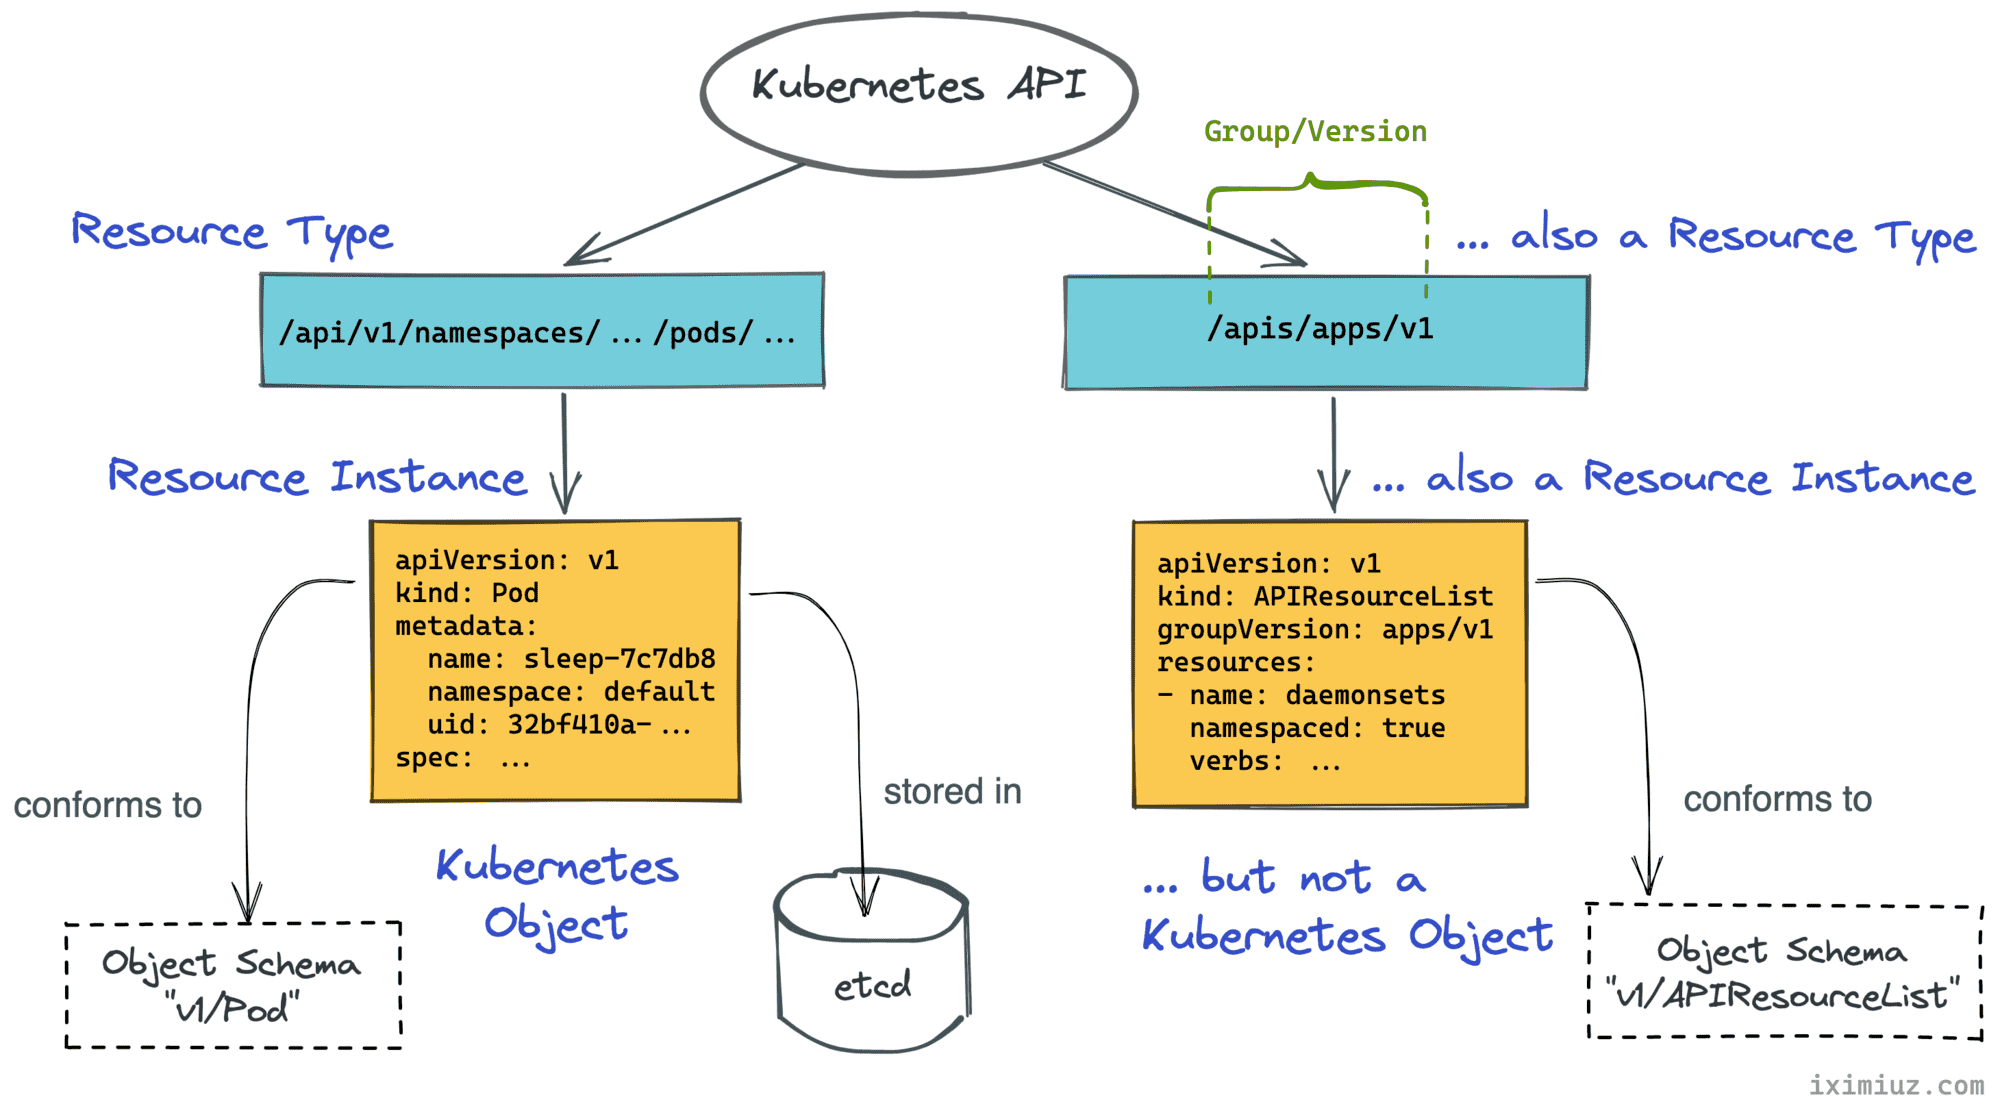 Kubernetes API
Group/Version
Resource Type
... also a Resource Type
/api/v1/namespaces/ ... /pods/ ...
/apis/apps/v1
Resource Instance
... also a Resource Instance
apiVersion: v1
kind: Pod
metadata:
  name: sleep-7c7db8
  namespace: default
  uid: 32bf410a- ...
spec: ...
apiVersion: v1
kind: APIResourceList
groupVersion: apps/v1
resources:
- name: daemonsets
  namespaced: true
  verbs: ...
conforms to
stored in
conforms to
Kubernetes
Object
... but not a
Kubernetes Object
Object Schema
"v1/Pod"
etcd
Object Schema
"v1/APIResourceList"
iximiuz.com